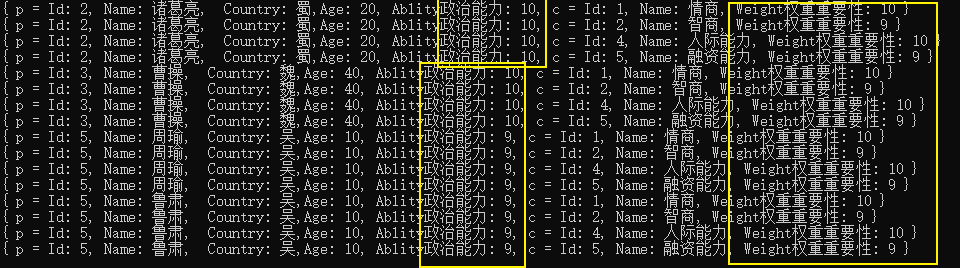 { p = Id: 2, Name: 诸葛亮, Country: 蜀,Age: 20, Ablity政治能力: 10, c = Id: 1, Name: 情商, Weight权重重要性: 10 }
{ p = Id: 2, Name: 诸葛亮, Country: 蜀,Age: 20, Ablity政治能力: 10, c = Id: 2, Name: 智商, Weight权重重要性: 9 }
{ p = Id: 2, Name: 诸葛亮, Country: 蜀,Age: 20, Ablity政治能力: 10, c = Id: 4, Name: 人际能力, Weight权重重要性: 10 }
{ p = Id: 2, Name: 诸葛亮, Country: 蜀,Age: 20, Ablity政治能力: 10, c = Id: 5, Name: 融资能力, Weight权重重要性: 9 }
{ p = Id: 3, Name: 曹操, Country: 魏,Age: 40, Ablity政治能力: 10, c = Id: 1, Name: 情商, Weight权重重要性: 10 }
{ p = Id: 3, Name: 曹操, Country: 魏,Age: 40, Ablity政治能力: 10, c = Id: 2, Name: 智商, Weight权重重要性: 9 }
{ p = Id: 3, Name: 曹操, Country: 魏,Age: 40, Ablity政治能力: 10, c = Id: 4, Name: 人际能力, Weight权重重要性: 10 }
{ p = Id: 3, Name: 曹操, Country: 魏,Age: 40, Ablity政治能力: 10, c = Id: 5, Name: 融资能力, Weight权重重要性: 9 }
{ p = Id: 5, Name: 周瑜, Country: 吴,Age: 10, Ablity政治能力: 9, c = Id: 1, Name: 情商, Weight权重重要性: 10 }
{ p = Id: 5, Name: 周瑜, Country: 吴,Age: 10, Ablity政治能力: 9, c = Id: 2, Name: 智商, Weight权重重要性: 9 }
{ p = Id: 5, Name: 周瑜, Country: 吴,Age: 10, Ablity政治能力: 9, c = Id: 4, Name: 人际能力, Weight权重重要性: 10 }
{ p = Id: 5, Name: 周瑜, Country: 吴,Age: 10, Ablity政治能力: 9, c = Id: 5, Name: 融资能力, Weight权重重要性: 9 }
{ p = Id: 5, Name: 鲁肃, Country: 吴,Age: 10, Ablity政治能力: 9, c = Id: 1, Name: 情商, Weight权重重要性: 10 }
{ p = Id: 5, Name: 鲁肃, Country: 吴,Age: 10, Ablity政治能力: 9, c = Id: 2, Name: 智商, Weight权重重要性: 9 }
{ p = Id: 5, Name: 鲁肃, Country: 吴,Age: 10, Ablity政治能力: 9, c = Id: 4, Name: 人际能力, Weight权重重要性: 10 }
{ p = Id: 5, Name: 鲁肃, Country: 吴,Age: 10, Ablity政治能力: 9, c = Id: 5, Name: 融资能力, Weight权重重要性: 9 }